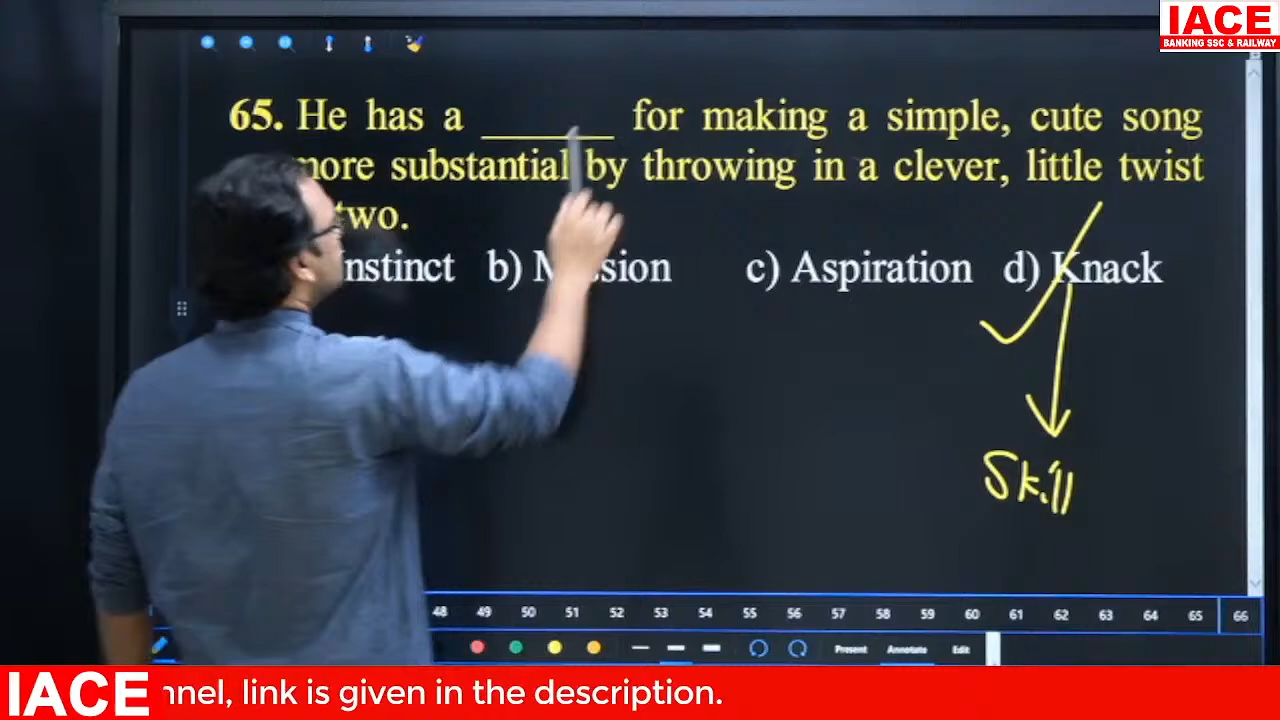 IACE
BANKING SSC & RAILWAY
65. He has a ______ for making a simple, cute song
more substantial by throwing in a clever, little twist
two.
Instinct b) c) Aspiration d) Knack
Skill
48 49 50 51 52 53 54 55 56 57 58 59 60 61 62 63 64 65 66
Present Annotate Edit
IACE nnel, link is given in the description.